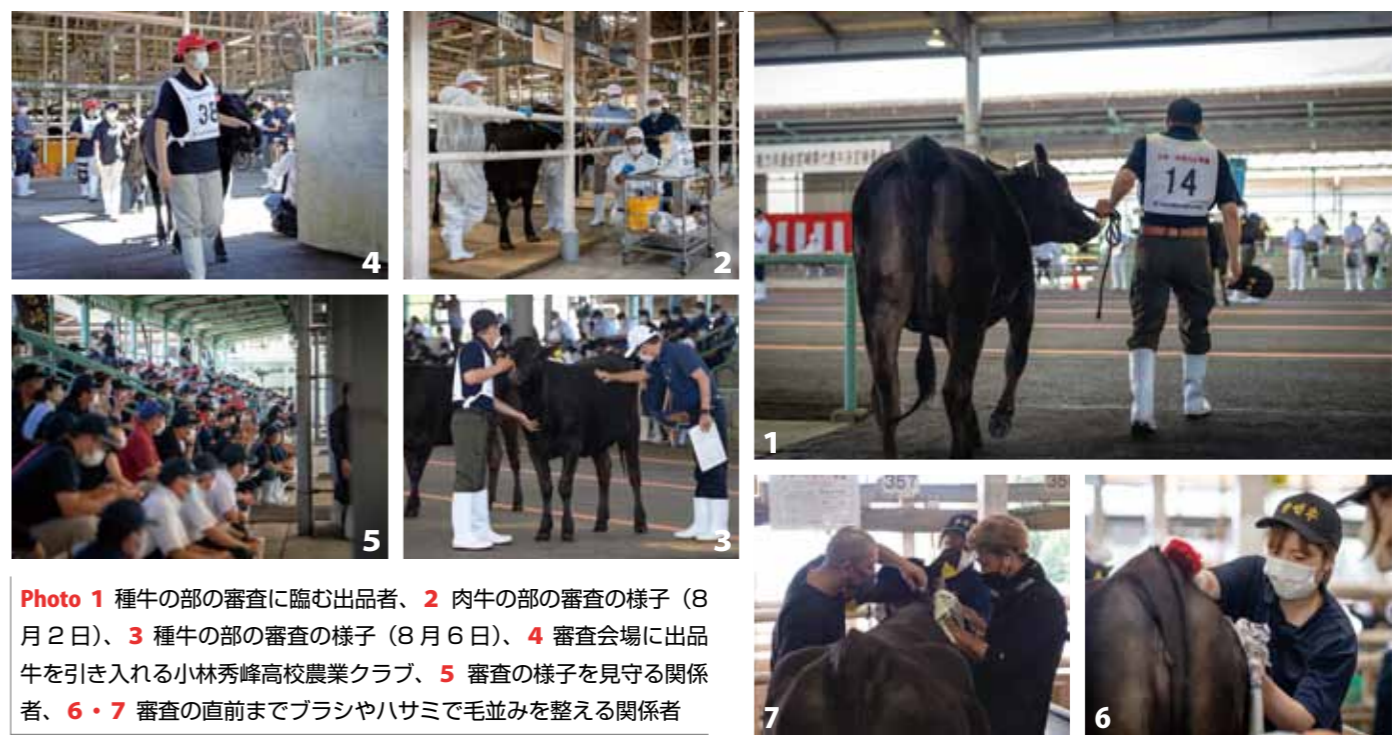 4
38
2
1
14
5
3
357
35
7
6
Photo 1 種牛の部の審査に臨む出品者、2 肉牛の部の審査の様子（8
月2日）、3 種牛の部の審査の様子（8月6日）、4 審査会場に出品
牛を引き入れる小林秀峰高校農業クラブ、5 審査の様子を見守る関係
者、6・7 審査の直前までブラシやハサミで毛並みを整える関係者